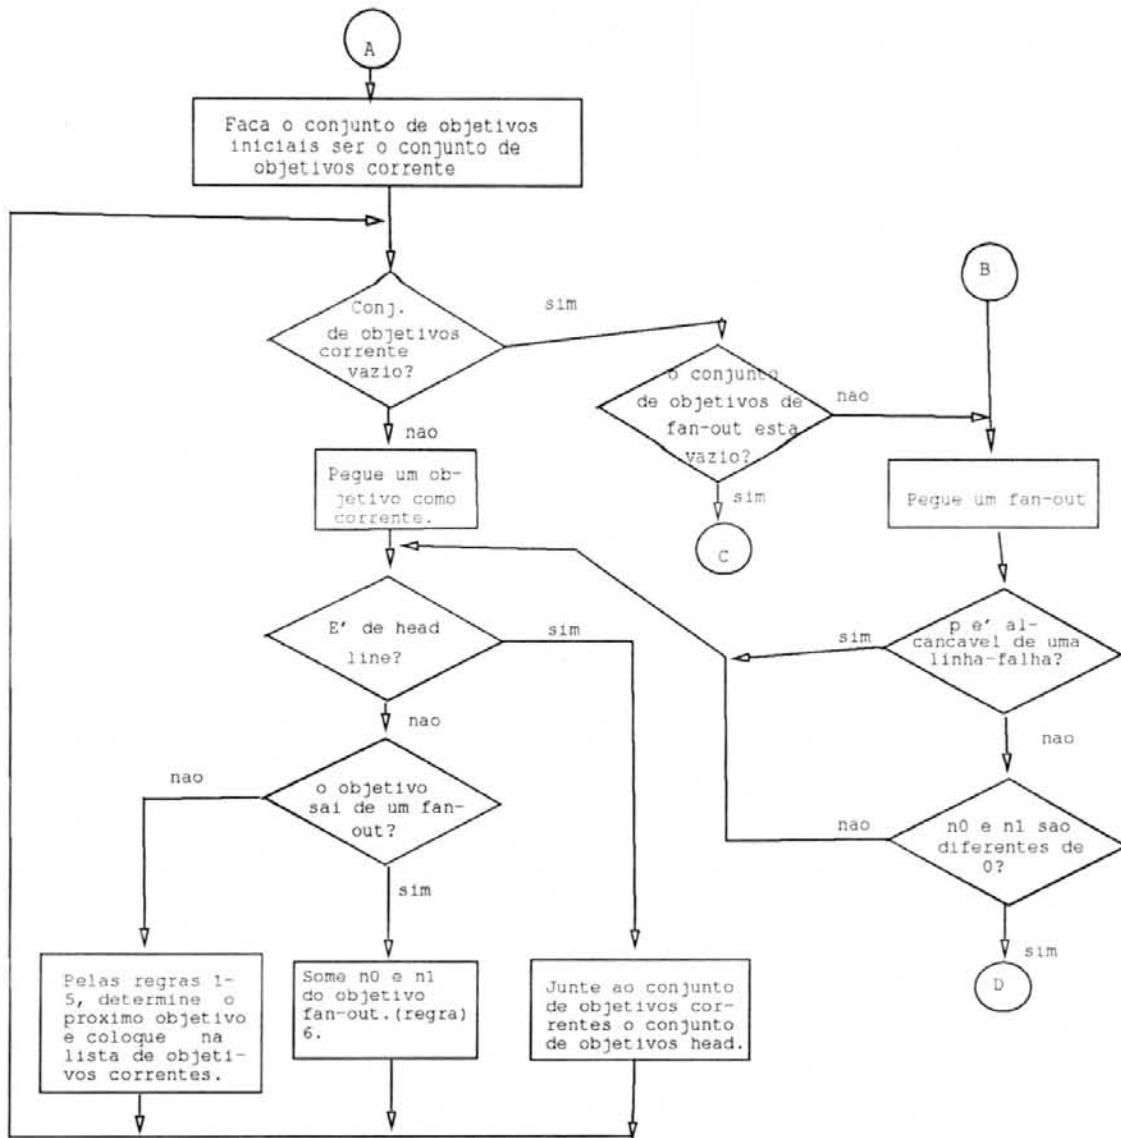 A
Faca o conjunto de objetivos
iniciais ser o conjunto de
objetivos corrente
B
Conj.
de objetivos
corrente
vazio?
sim
nao
o conjunto
de objetivos de
fan-out esta
vazio?
nao
sim
C
Pegue um ob-
jetivo como
corrente.
Pegue um fan-out
E' de head
line?
sim
nao
p e' al-
cancavel de uma
linha-falha?
sim
nao
o objetivo
sai de um fan-
out?
nao
sim
n0 e n1 sao
diferentes de
0?
nao
sim
D
Pelas regras 1-
5, determine o
proximo objetivo
e coloque na
lista de objeti-
vos correntes.
Some n0 e n1
do objetivo
fan-out.(regra)
6.
Junte ao conjunto
de objetivos cor-
rentes o conjunto
de objetivos head.